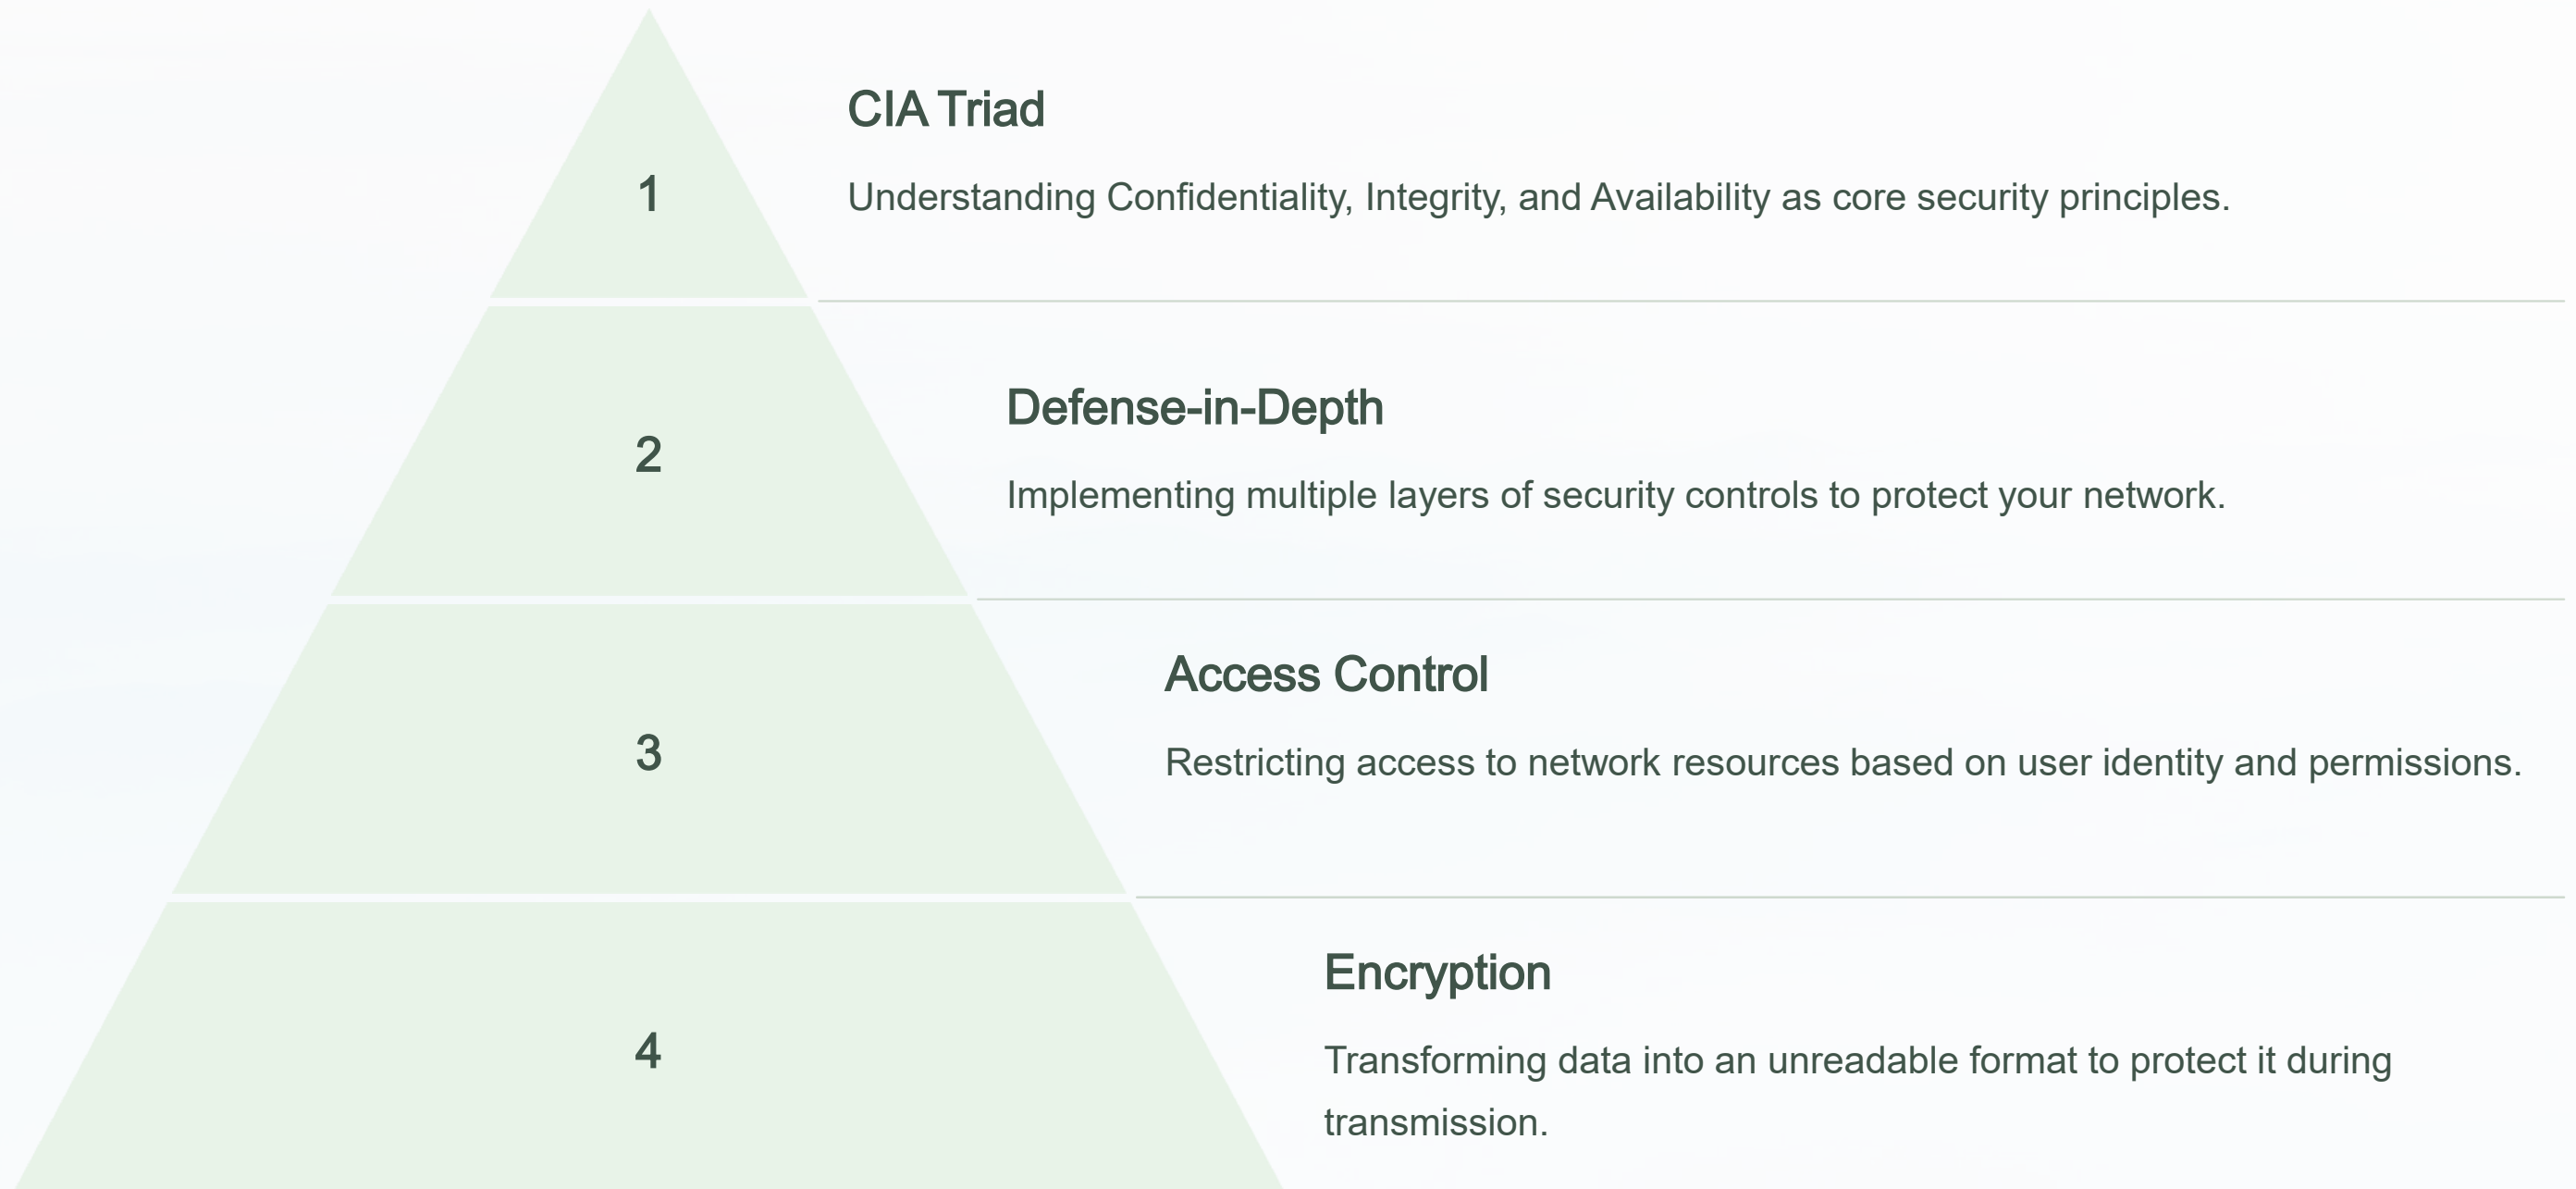 1
CIA Triad
Understanding Confidentiality, Integrity, and Availability as core security principles.
2
Defense-in-Depth
Implementing multiple layers of security controls to protect your network.
3
Access Control
Restricting access to network resources based on user identity and permissions.
4
Encryption
Transforming data into an unreadable format to protect it during
transmission.